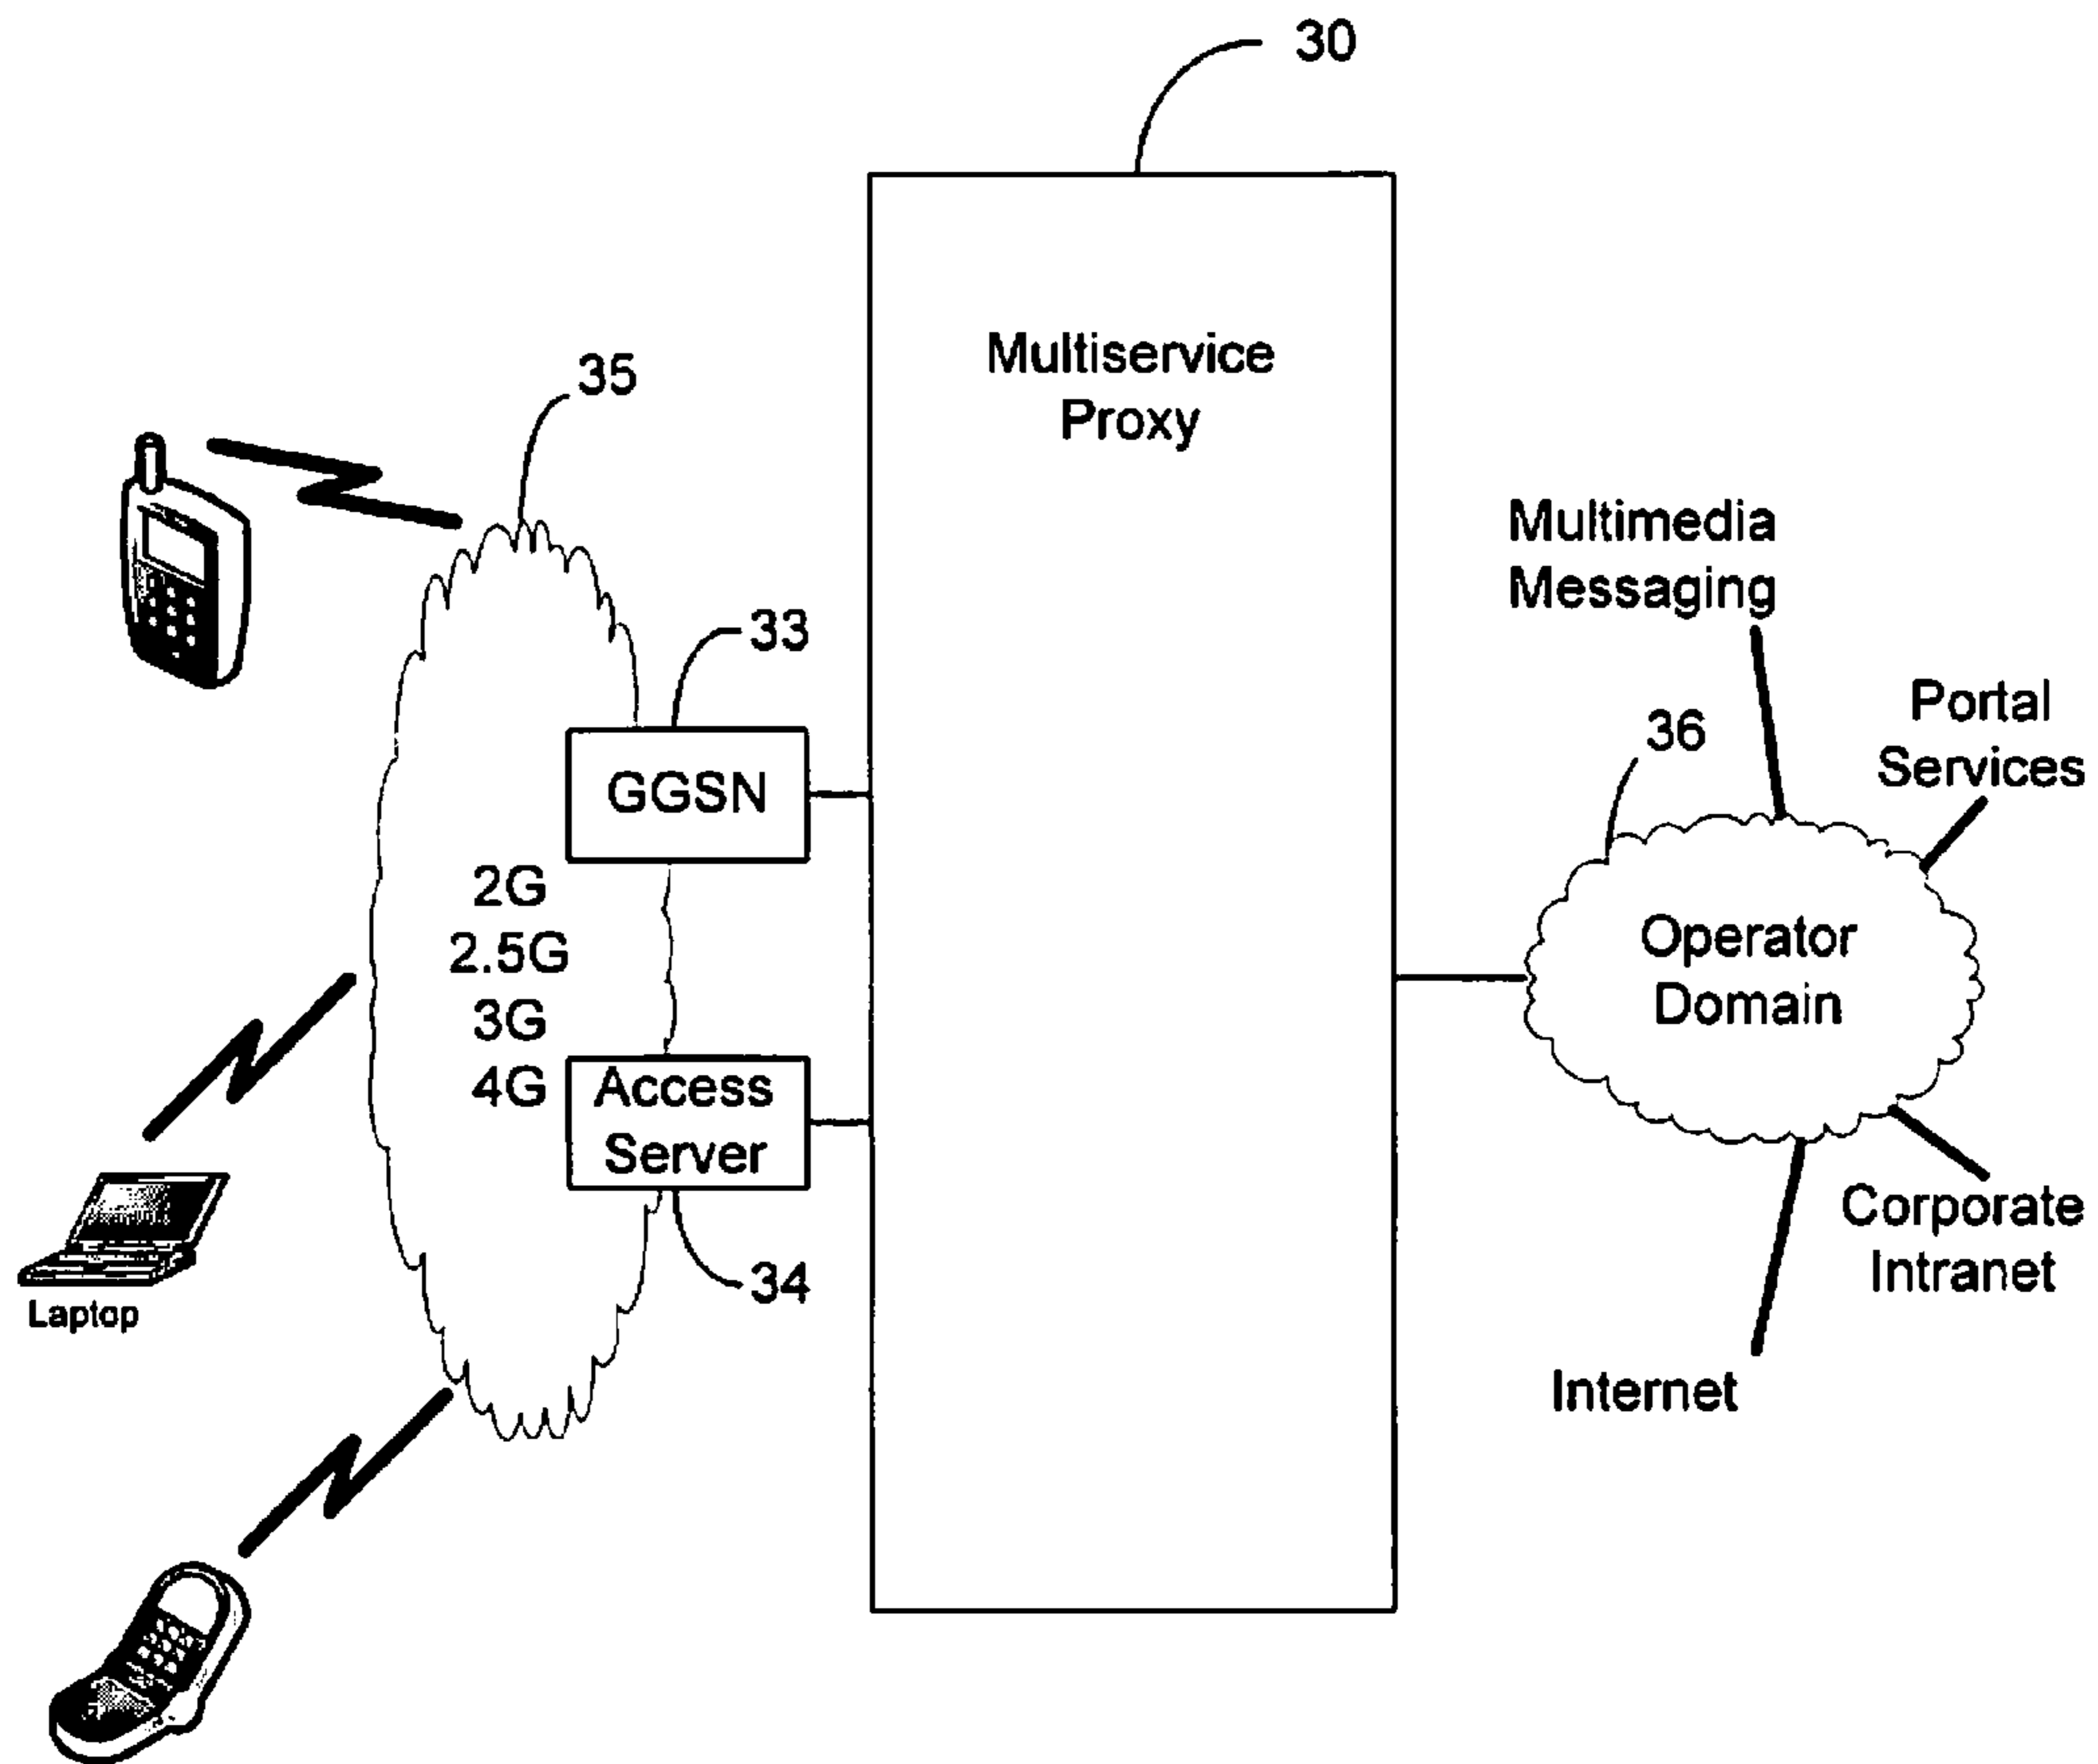 30
Multiservice
Proxy
35
33
GGSN
2G
2.5G
3G
4G
Access
Server
34
Laptop
Multimedia
Messaging
Portal
Services
36
Operator
Domain
Corporate
Intranet
Internet